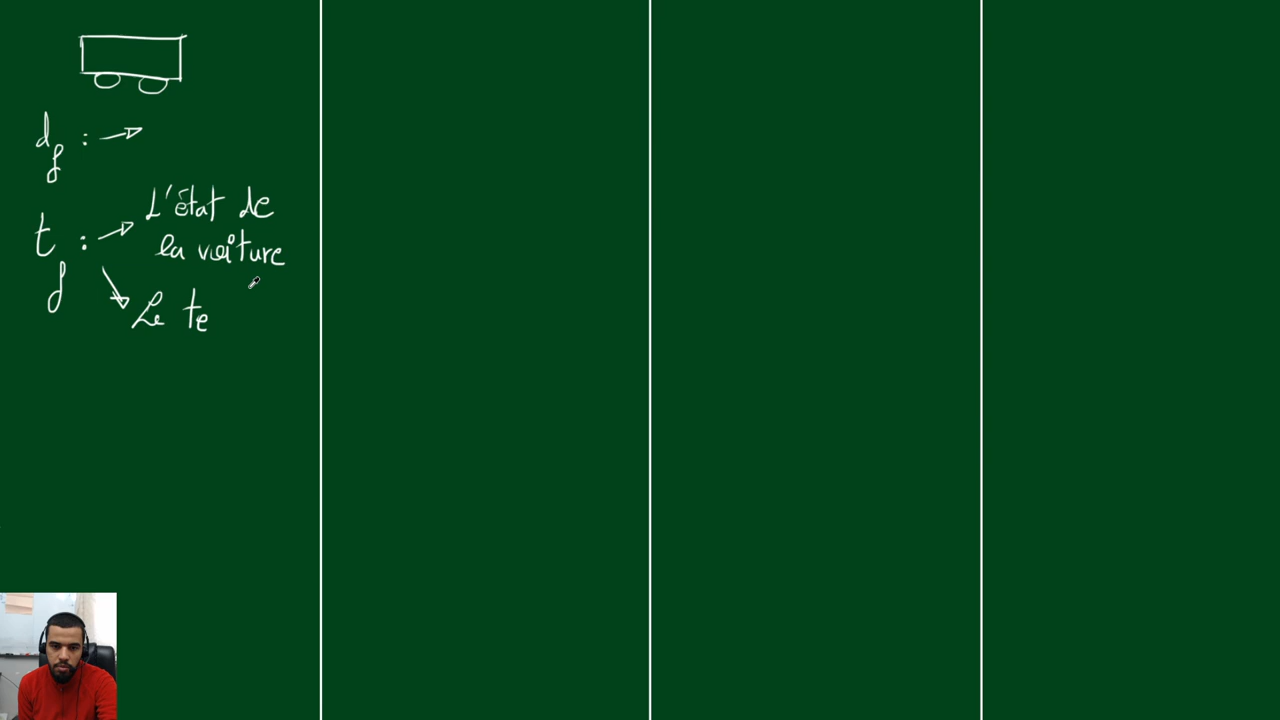 d_f : →
L'état de
t_f : → la voiture
Le te